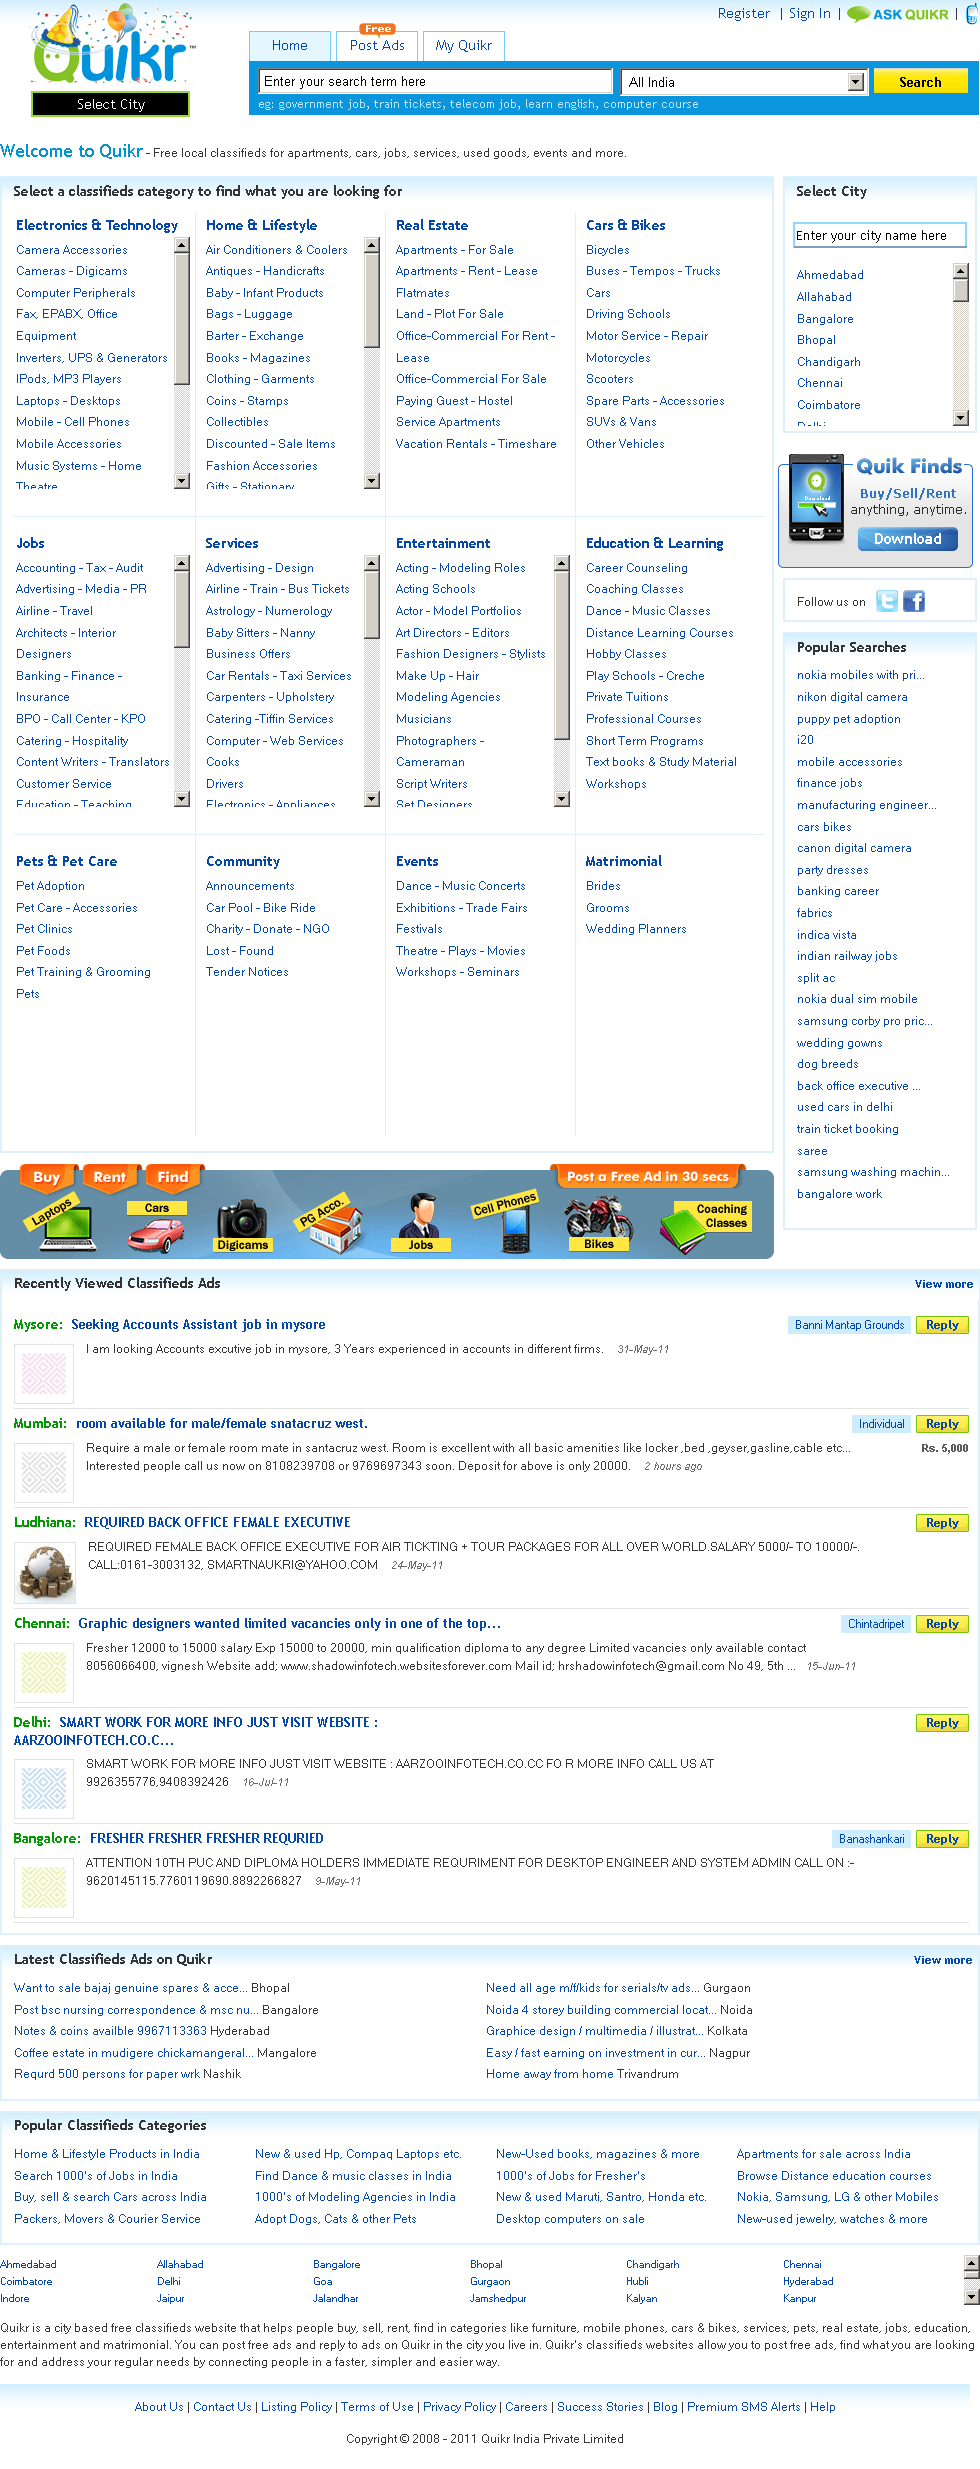 Quikr™
Select City
Register | Sign In | ASK QUIKR |
Home
Free
Post Ads
My Quikr
Enter your search term here
All India
Search
eg: government job, train tickets, telecom job, learn english, computer course
Welcome to Quikr - Free local classifieds for apartments, cars, jobs, services, used goods, events and more.
Select a classifieds category to find what you are looking for
Electronics & Technology
Camera Accessories
Cameras - Digicams
Computer Peripherals
Fax, EPABX, Office
Equipment
Inverters, UPS & Generators
IPods, MP3 Players
Laptops - Desktops
Mobile - Cell Phones
Mobile Accessories
Music Systems - Home
Theatre
Home & Lifestyle
Air Conditioners & Coolers
Antiques - Handicrafts
Baby - Infant Products
Bags - Luggage
Barter - Exchange
Books - Magazines
Clothing - Garments
Coins - Stamps
Collectibles
Discounted - Sale Items
Fashion Accessories
Gifts - Stationary
Real Estate
Apartments - For Sale
Apartments - Rent - Lease
Flatmates
Land - Plot For Sale
Office-Commercial For Rent -
Lease
Office-Commercial For Sale
Paying Guest - Hostel
Service Apartments
Vacation Rentals - Timeshare
Cars & Bikes
Bicycles
Buses - Tempos - Trucks
Cars
Driving Schools
Motor Service - Repair
Motorcycles
Scooters
Spare Parts - Accessories
SUVs & Vans
Other Vehicles
Jobs
Accounting - Tax - Audit
Advertising - Media - PR
Airline - Travel
Architects - Interior
Designers
Banking - Finance -
Insurance
BPO - Call Center - KPO
Catering - Hospitality
Content Writers - Translators
Customer Service
Education - Teaching
Services
Advertising - Design
Airline - Train - Bus Tickets
Astrology - Numerology
Baby Sitters - Nanny
Business Offers
Car Rentals - Taxi Services
Carpenters - Upholstery
Catering -Tiffin Services
Computer - Web Services
Cooks
Drivers
Electronics - Appliances
Entertainment
Acting - Modeling Roles
Acting Schools
Actor - Model Portfolios
Art Directors - Editors
Fashion Designers - Stylists
Make Up - Hair
Modeling Agencies
Musicians
Photographers -
Cameraman
Script Writers
Set Designers
Education & Learning
Career Counseling
Coaching Classes
Dance - Music Classes
Distance Learning Courses
Hobby Classes
Play Schools - Creche
Private Tuitions
Professional Courses
Short Term Programs
Text books & Study Material
Workshops
Pets & Pet Care
Pet Adoption
Pet Care - Accessories
Pet Clinics
Pet Foods
Pet Training & Grooming
Pets
Community
Announcements
Car Pool - Bike Ride
Charity - Donate - NGO
Lost - Found
Tender Notices
Events
Dance - Music Concerts
Exhibitions - Trade Fairs
Festivals
Theatre - Plays - Movies
Workshops - Seminars
Matrimonial
Brides
Grooms
Wedding Planners
Select City
Enter your city name here
Ahmedabad
Allahabad
Bangalore
Bhopal
Chandigarh
Chennai
Coimbatore
Delhi
Quik Finds
Buy/Sell/Rent
anything, anytime.
Download
Download
Follow us on
Popular Searches
nokia mobiles with pri...
nikon digital camera
puppy pet adoption
i20
mobile accessories
finance jobs
manufacturing engineer...
cars bikes
canon digital camera
party dresses
banking career
fabrics
indica vista
indian railway jobs
split ac
nokia dual sim mobile
samsung corby pro pric...
wedding gowns
dog breeds
back office executive ...
used cars in delhi
train ticket booking
saree
samsung washing machin...
bangalore work
Buy Rent Find
Post a Free Ad in 30 secs
Laptops
Cars
Digicams
PG Acco.
Jobs
Cell Phones
Bikes
Coaching
Classes
Recently Viewed Classifieds Ads
View more
Mysore: Seeking Accounts Assistant job in mysore
Banni Mantap Grounds Reply
I am looking Accounts excutive job in mysore, 3 Years experienced in accounts in different firms. 31-May-11
Mumbai: room available for male/female snatacruz west.
Individual Reply
Require a male or female room mate in santacruz west. Room is excellent with all basic amenities like locker ,bed ,geyser,gasline,cable etc...
Rs. 5,000
Interested people call us now on 8108239708 or 9769697343 soon. Deposit for above is only 20000. 2 hours ago
Ludhiana: REQUIRED BACK OFFICE FEMALE EXECUTIVE
Reply
REQUIRED FEMALE BACK OFFICE EXECUTIVE FOR AIR TICKTING + TOUR PACKAGES FOR ALL OVER WORLD.SALARY 5000/- TO 10000/-.
CALL:0161-3003132, SMARTNAUKRI@YAHOO.COM 24-May-11
Chennai: Graphic designers wanted limited vacancies only in one of the top...
Chintadripet Reply
Fresher 12000 to 15000 salary Exp 15000 to 20000, min qualification diploma to any degree Limited vacancies only available contact
8056066400, vignesh Website add; www.shadowinfotech.websitesforever.com Mail id; hrshadowinfotech@gmail.com No 49, 5th ... 15-Jun-11
Delhi: SMART WORK FOR MORE INFO JUST VISIT WEBSITE :
AARZOOINFOTECH.CO.C...
Reply
SMART WORK FOR MORE INFO JUST VISIT WEBSITE : AARZOOINFOTECH.CO.CC FO R MORE INFO CALL US AT
9926355776,9408392426 16-Jul-11
Bangalore: FRESHER FRESHER FRESHER REQURIED
Banashankari Reply
ATTENTION 10TH PUC AND DIPLOMA HOLDERS IMMEDIATE REQURIMENT FOR DESKTOP ENGINEER AND SYSTEM ADMIN CALL ON :-
9620145115.7760119690.8892266827 9-May-11
Latest Classifieds Ads on Quikr
View more
Want to sale bajaj genuine spares & acce... Bhopal
Post bsc nursing correspondence & msc nu... Bangalore
Notes & coins availble 9967113363 Hyderabad
Coffee estate in mudigere chickamangeral... Mangalore
Requrd 500 persons for paper wrk Nashik
Need all age m/f/kids for serials/tv ads... Gurgaon
Noida 4 storey building commercial locat... Noida
Graphice design / multimedia / illustrat... Kolkata
Easy / fast earning on investment in cur... Nagpur
Home away from home Trivandrum
Popular Classifieds Categories
Home & Lifestyle Products in India
Search 1000's of Jobs in India
Buy, sell & search Cars across India
Packers, Movers & Courier Service
New & used Hp, Compaq Laptops etc.
Find Dance & music classes in India
1000's of Modeling Agencies in India
Adopt Dogs, Cats & other Pets
New-Used books, magazines & more
1000's of Jobs for Fresher's
New & used Maruti, Santro, Honda etc.
Desktop computers on sale
Apartments for sale across India
Browse Distance education courses
Nokia, Samsung, LG & other Mobiles
New-used jewelry, watches & more
Ahmedabad Allahabad Bangalore Bhopal Chandigarh Chennai
Coimbatore Delhi Goa Gurgaon Hubli Hyderabad
Indore Jaipur Jalandhar Jamshedpur Kalyan Kanpur
Quikr is a city based free classifieds website that helps people buy, sell, rent, find in categories like furniture, mobile phones, cars & bikes, services, pets, real estate, jobs, education,
entertainment and matrimonial. You can post free ads and reply to ads on Quikr in the city you live in. Quikr's classifieds websites allow you to post free ads, find what you are looking
for and address your regular needs by connecting people in a faster, simpler and easier way.
About Us | Contact Us | Listing Policy | Terms of Use | Privacy Policy | Careers | Success Stories | Blog | Premium SMS Alerts | Help
Copyright © 2008 - 2011 Quikr India Private Limited